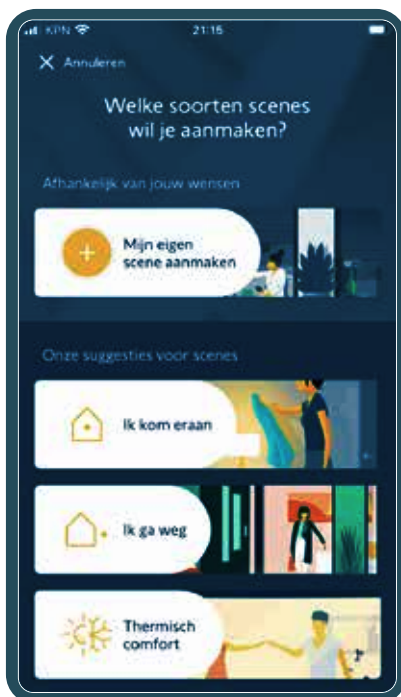 KPN 21:15
Annuleren
Welke soorten scenes
wil je aanmaken?
Afhankelijk van jouw wensen
Mijn eigen
scene aanmaken
Onze suggesties voor scenes
Ik kom eraan
Ik ga weg
Thermisch
comfort